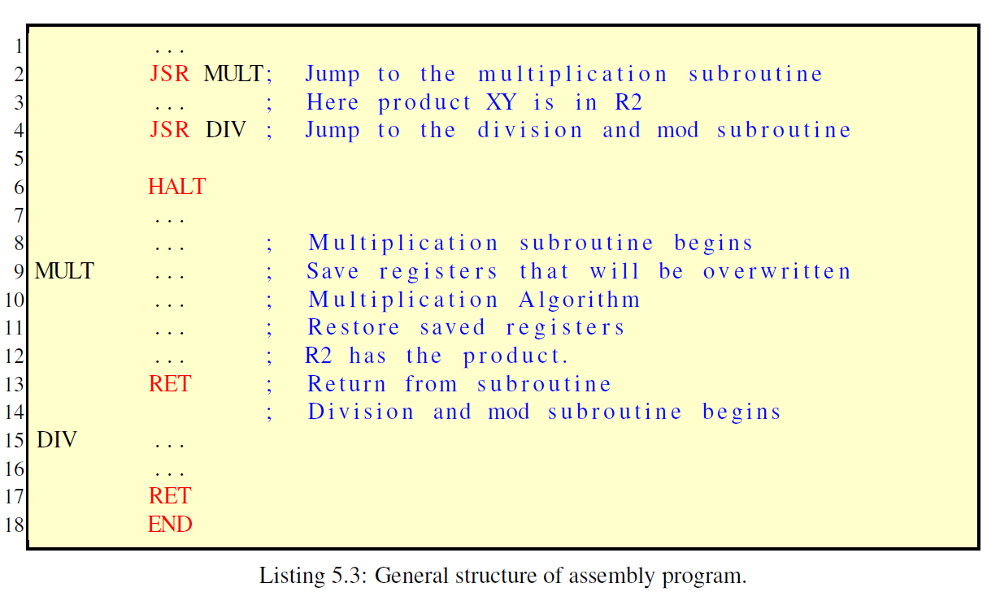 1 ...
2 JSR MULT; Jump to the multiplication subroutine
3 ... ; Here product XY is in R2
4 JSR DIV ; Jump to the division and mod subroutine
5
6 HALT
7 ...
8 ... ; Multiplication subroutine begins
9 MULT ... ; Save registers that will be overwritten
10 ... ; Multiplication Algorithm
11 ... ; Restore saved registers
12 ... ; R2 has the product.
13 RET ; Return from subroutine
14 ; Division and mod subroutine begins
15 DIV ...
16 ...
17 RET
18 END
Listing 5.3: General structure of assembly program.